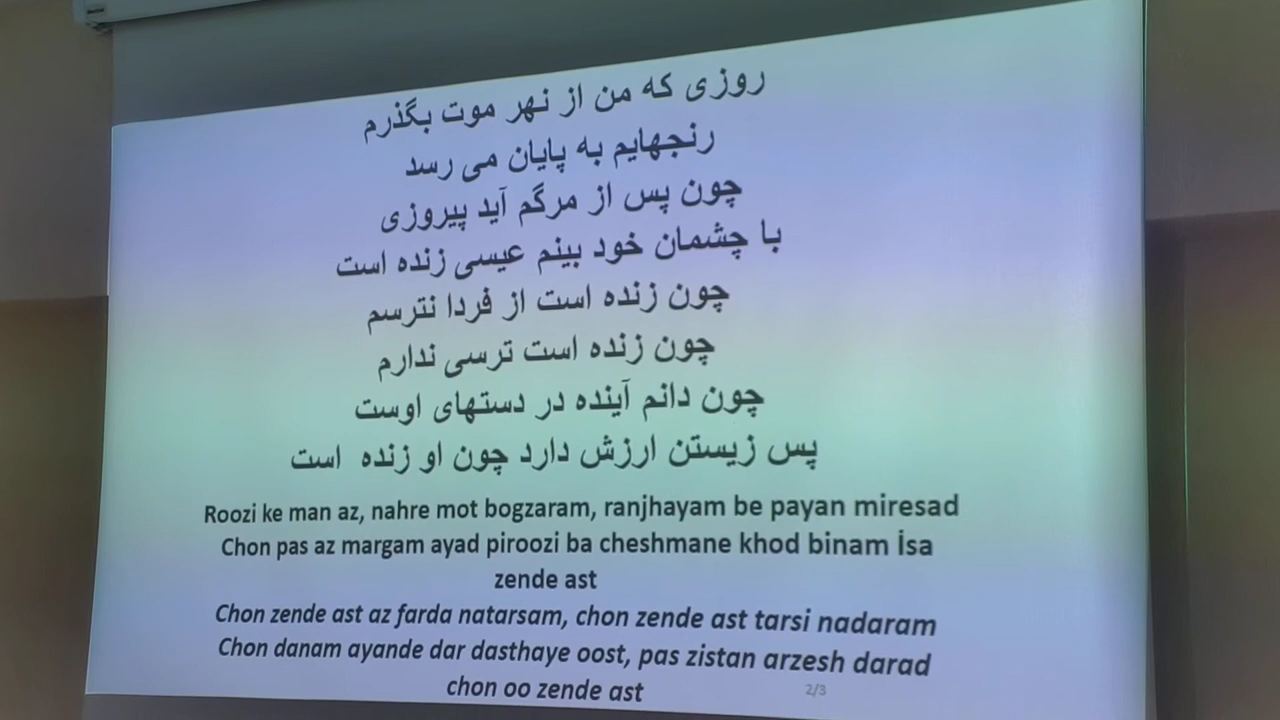 روزی که من از نهر موت بگذرم
رنجهایم به پایان می رسد
چون پس از مرگم آید پیروزی
با چشمان خود بینم عیسی زنده است
چون زنده است از فردا نترسم
چون زنده است ترسی ندارم
چون دانم آینده در دستهای اوست
پس زیستن ارزش دارد چون او زنده است
Roozi ke man az, nahre mot bogzaram, ranjhayam be payan miresad
Chon pas az margam ayad piroozi ba cheshmane khod binam İsa
zende ast
Chon zende ast az farda natarsam, chon zende ast tarsi nadaram
Chon danam ayande dar dasthaye oost, pas zistan arzesh darad
chon oo zende ast
2/3